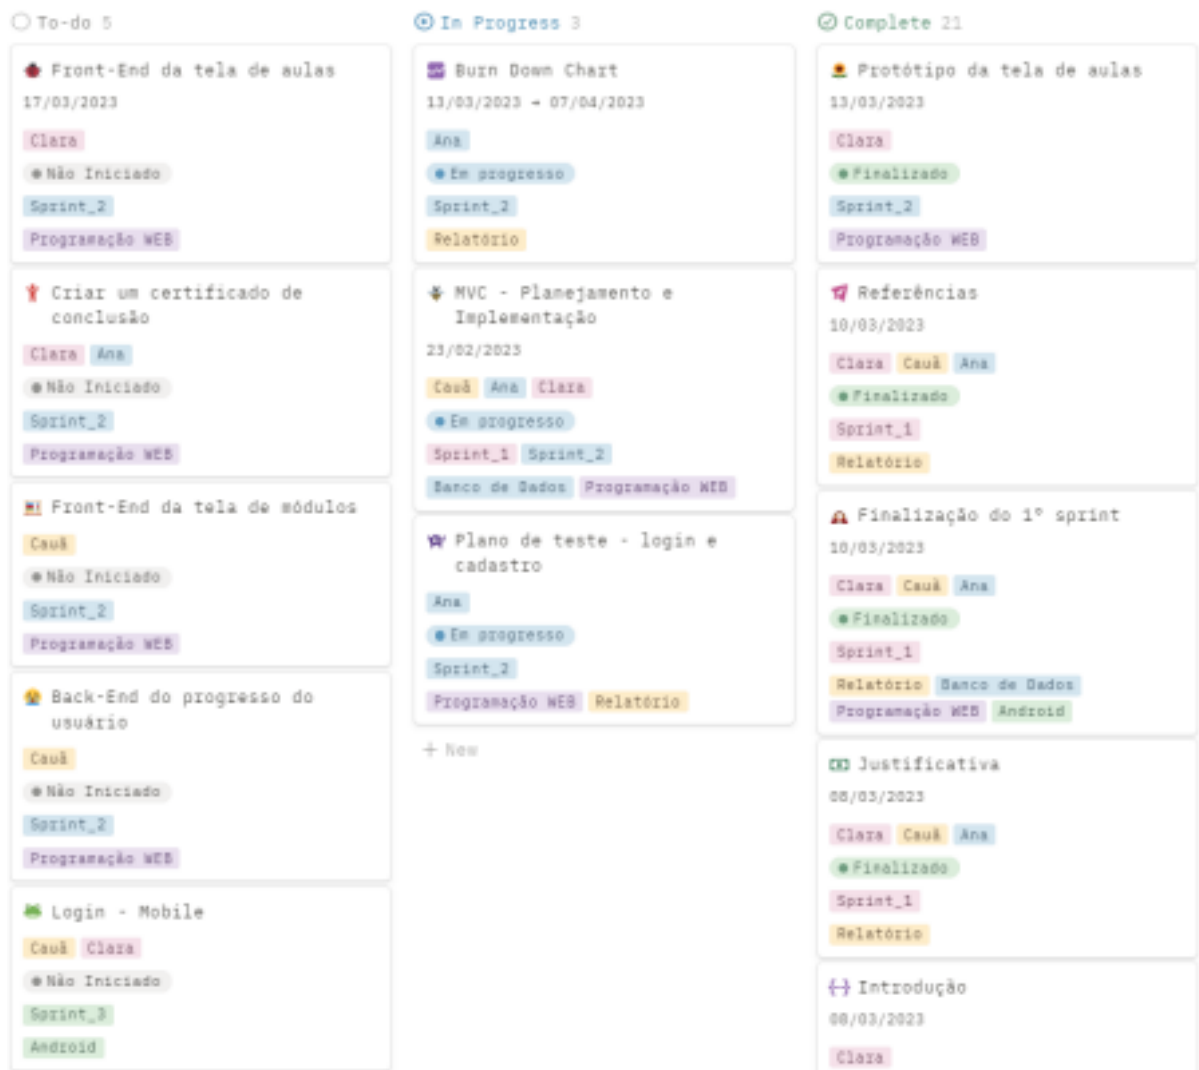 To-do 5
Front-End da tela de aulas
17/03/2023
Clara
Não Iniciado
Sprint_2
Programação WEB
Criar um certificado de
conclusão
Clara Ana
Não Iniciado
Sprint_2
Programação WEB
Front-End da tela de módulos
Cauã
Não Iniciado
Sprint_2
Programação WEB
Back-End do progresso do
usuário
Cauã
Não Iniciado
Sprint_2
Programação WEB
Login - Mobile
Cauã Clara
Não Iniciado
Sprint_3
Android
In Progress 3
Burn Down Chart
13/03/2023 → 07/04/2023
Ana
Em progresso
Sprint_2
Relatório
MVC - Planejamento e
Implementação
23/02/2023
Cauã Ana Clara
Em progresso
Sprint_1 Sprint_2
Banco de Dados Programação WEB
Plano de teste - login e
cadastro
Ana
Em progresso
Sprint_2
Programação WEB Relatório
+ New
Complete 21
Protótipo da tela de aulas
13/03/2023
Clara
Finalizado
Sprint_2
Programação WEB
Referências
10/03/2023
Clara Cauã Ana
Finalizado
Sprint_1
Relatório
Finalização do 1º sprint
10/03/2023
Clara Cauã Ana
Finalizado
Sprint_1
Relatório Banco de Dados
Programação WEB Android
Justificativa
08/03/2023
Clara Cauã Ana
Finalizado
Sprint_1
Relatório
Introdução
08/03/2023
Clara